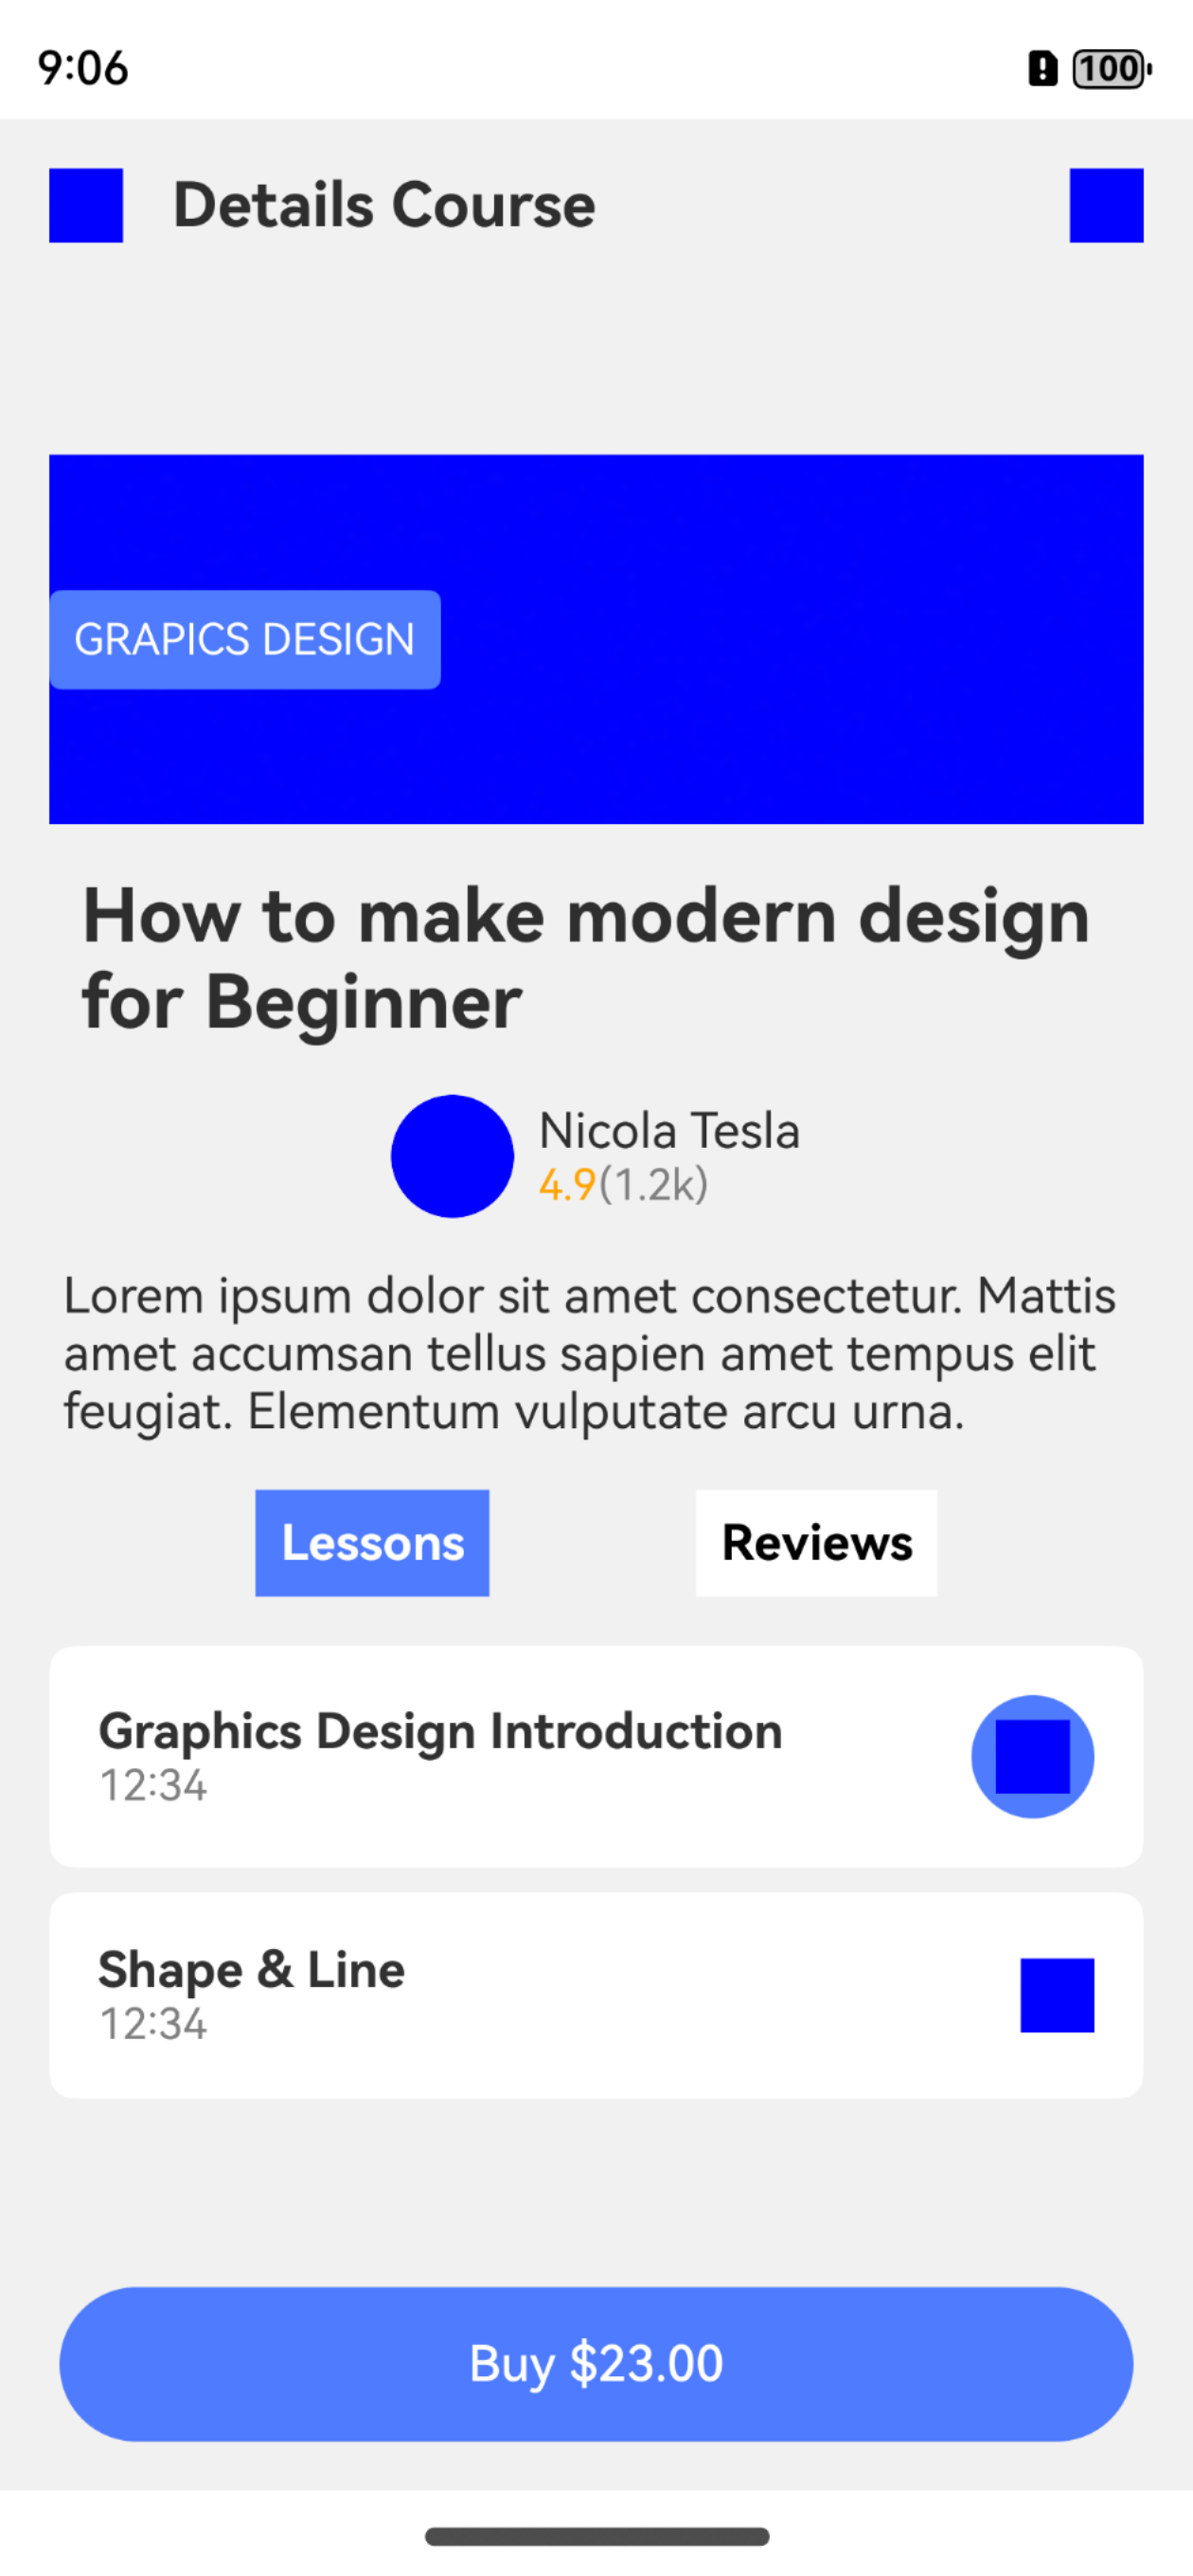 9:06
100
Details Course
GRAPICS DESIGN
How to make modern design
for Beginner
Nicola Tesla
4.9(1.2k)
Lorem ipsum dolor sit amet consectetur. Mattis
amet accumsan tellus sapien amet tempus elit
feugiat. Elementum vulputate arcu urna.
Lessons
Reviews
Graphics Design Introduction
12:34
Shape & Line
12:34
Buy $23.00